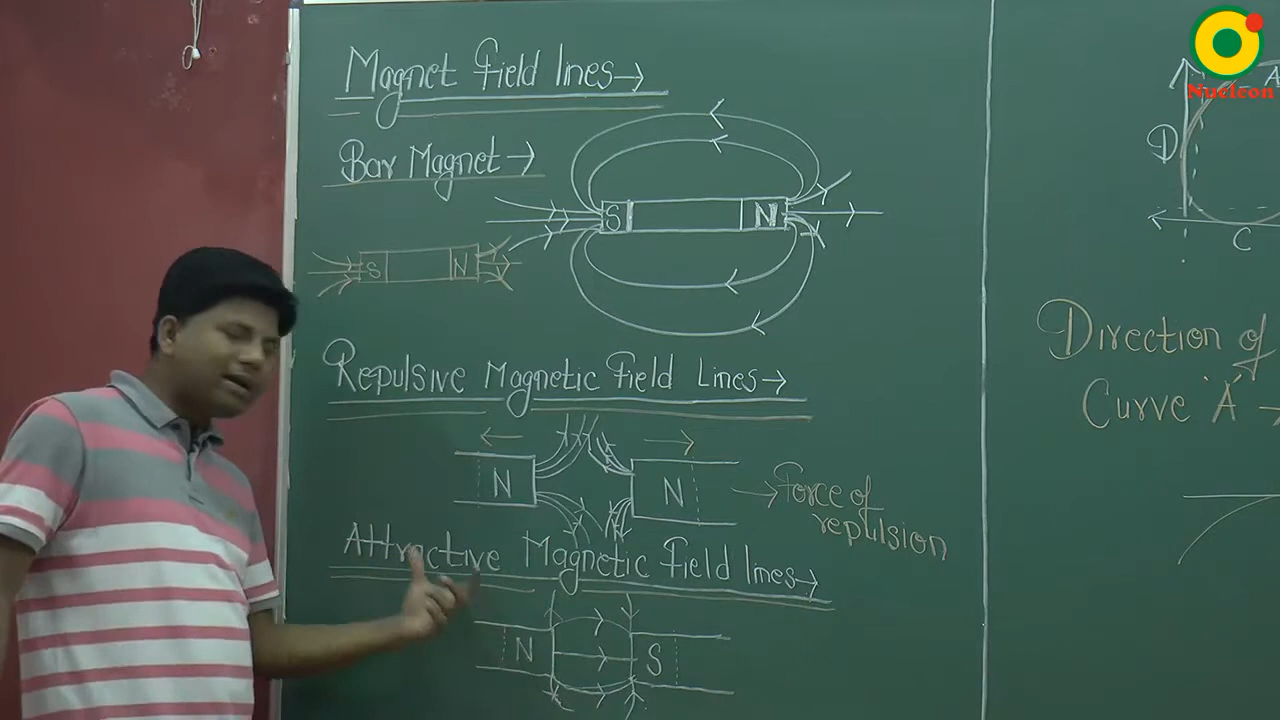 Magnet Field lines→
Bar Magnet →
S N
S N
Repulsive Magnetic Field Lines→
N N → Force of
repulsion
Attractive Magnetic Field lines→
N S
Nucleon
A
D
C
Direction of
Curve 'A' →